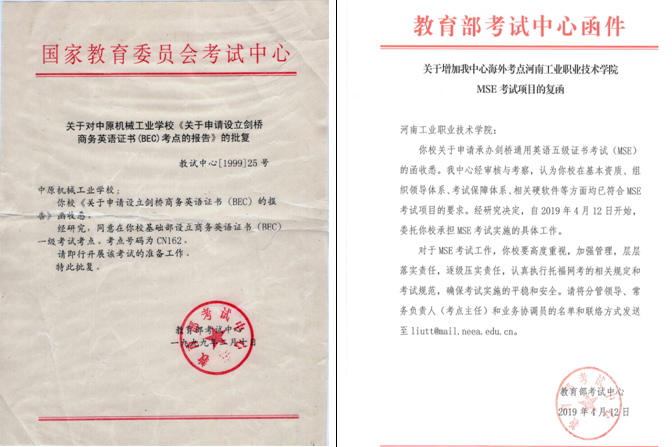 国家教育委员会考试中心
关于对中原机械工业学校《关于申请设立剑桥
商务英语证书(BEC)考点的报告》的批复
教试中心[1999]25号
中原机械工业学校：
你校《关于申请设立剑桥商务英语证书（BEC）的报
告》函收悉。
经研究，同意在你校基础部设立商务英语证书（BEC）
一级考试考点。考点号码为CN162。
请即行开展该考试的准备工作。
特此批复。
教育部考试中心
一九九九年三月十日
教育部考试中心函件
关于增加我中心海外考点河南工业职业技术学院
MSE 考试项目的复函
河南工业职业技术学院：
你校关于申请承办剑桥通用英语五级证书考试（MSE）
的函收悉。我中心经审核与考察，认为你校在基本资质、组
织领导体系、考试保障体系、相关硬软件等方面均已符合MSE
考试项目的要求。经研究决定，自2019年4月12日开始，
委托你校承担MSE考试实施的具体工作。
对于MSE考试工作，你校要高度重视，加强管理，层层
落实责任，逐级压实责任，认真执行托福网考的相关规定和
考试规范，确保考试实施的平稳和安全。请将分管领导、常
务负责人（考点主任）和业务协调员的名单和联络方式发送
至liutt@mail.neea.edu.cn。
教育部考试中心
2019年4月12日